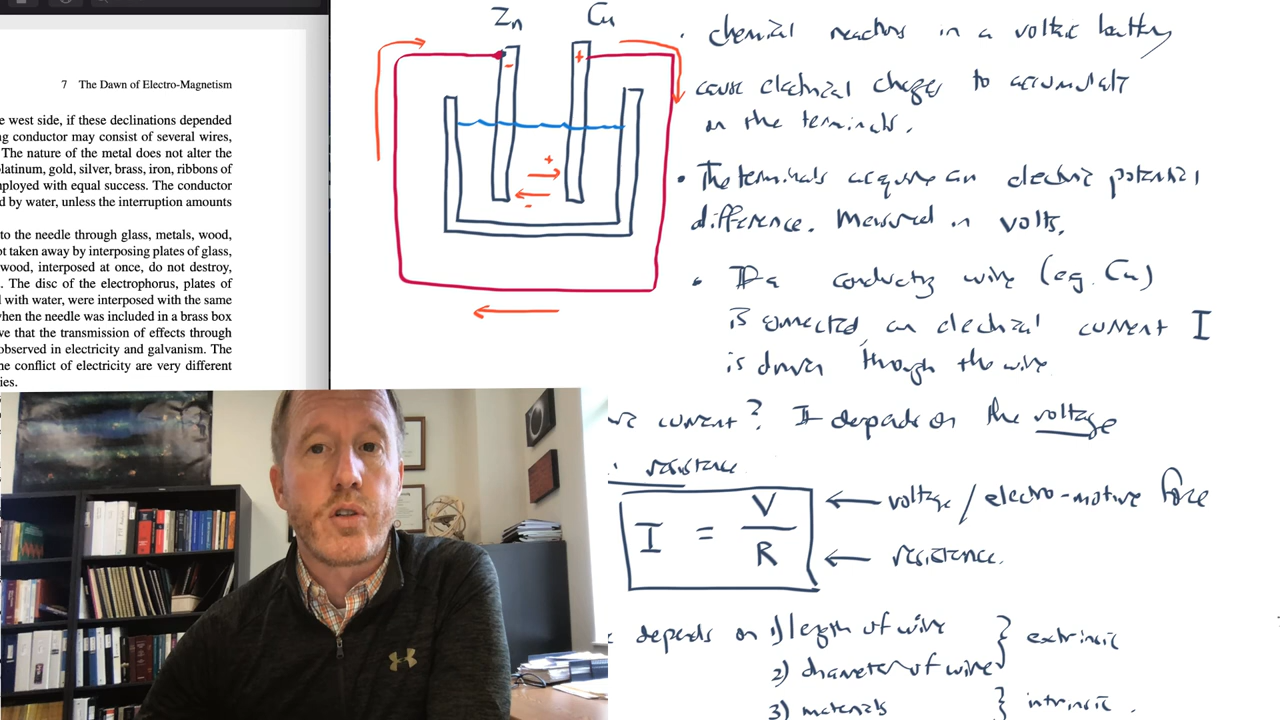 7 The Dawn of Electro-Magnetism
e west side, if these declinations depended
ng conductor may consist of several wires,
The nature of the metal does not alter the
latinum, gold, silver, brass, iron, ribbons of
nployed with equal success. The conductor
d by water, unless the interruption amounts
to the needle through glass, metals, wood,
ot taken away by interposing plates of glass,
wood, interposed at once, do not destroy,
. The disc of the electrophorus, plates of
l with water, were interposed with the same
when the needle was included in a brass box
ve that the transmission of effects through
observed in electricity and galvanism. The
ne conflict of electricity are very different
ies.
Zn Cu
- +
+
-
• chemical reactions in a voltaic battery
cause electrical charges to accumulate
on the terminals.
• The terminals acquire an electric potential
difference. Measured in volts.
• If a conducting wire (eg. Cu)
is connected, an electrical current I
is driven through the wire.
current? It depends on the voltage
resistance
I = V / R
← voltage / electro-motive force
← resistance.
depends on 1) length of wire } extrinsic
2) diameter of wire
3) materials } intrinsic.